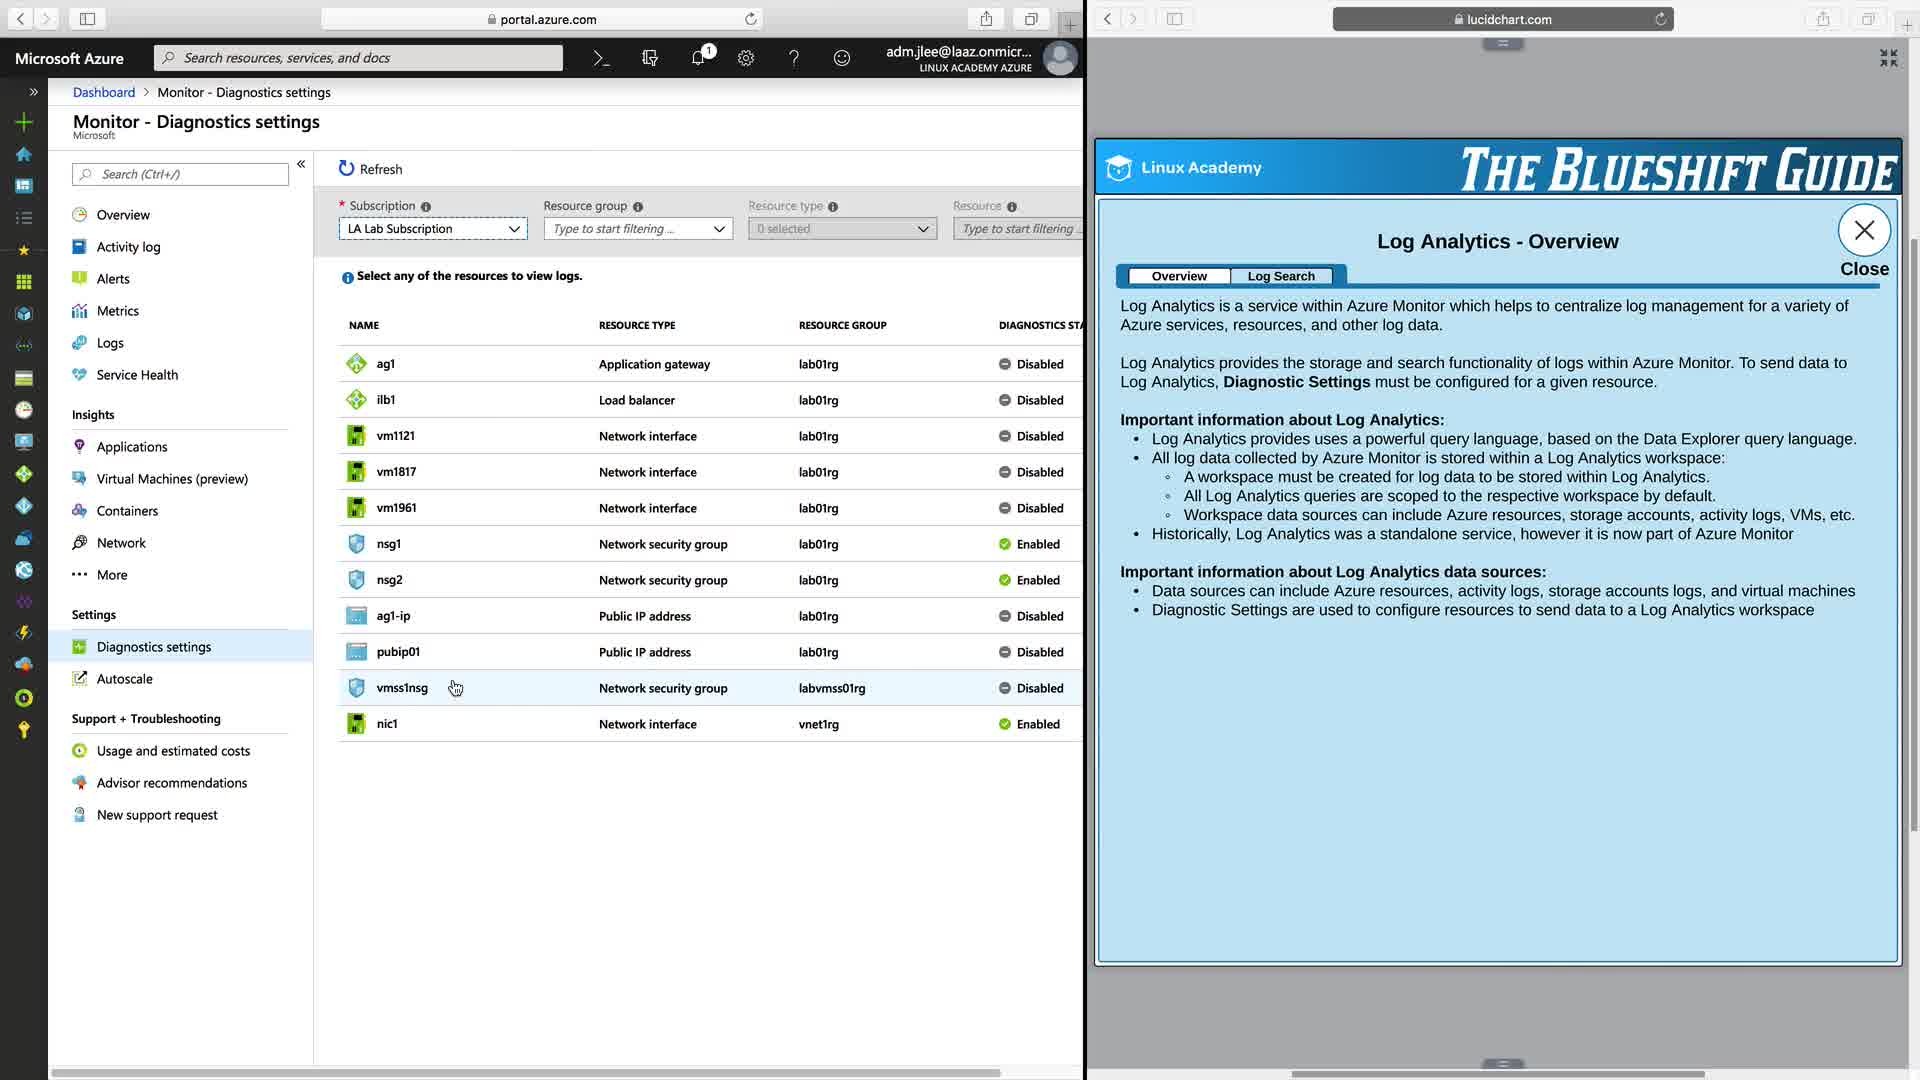 portal.azure.com
Microsoft Azure
Search resources, services, and docs
1
adm.jlee@laaz.onmicr...
LINUX ACADEMY AZURE
Dashboard > Monitor - Diagnostics settings
Monitor - Diagnostics settings
Microsoft
Search (Ctrl+/)
Overview
Activity log
Alerts
Metrics
Logs
Service Health
Insights
Applications
Virtual Machines (preview)
Containers
Network
More
Settings
Diagnostics settings
Autoscale
Support + Troubleshooting
Usage and estimated costs
Advisor recommendations
New support request
Refresh
* Subscription
Resource group
Resource type
Resource
LA Lab Subscription
Type to start filtering ...
0 selected
Type to start filtering ...
Select any of the resources to view logs.
NAME RESOURCE TYPE RESOURCE GROUP DIAGNOSTICS STA
ag1 Application gateway lab01rg Disabled
ilb1 Load balancer lab01rg Disabled
vm1121 Network interface lab01rg Disabled
vm1817 Network interface lab01rg Disabled
vm1961 Network interface lab01rg Disabled
nsg1 Network security group lab01rg Enabled
nsg2 Network security group lab01rg Enabled
ag1-ip Public IP address lab01rg Disabled
pubip01 Public IP address lab01rg Disabled
vmss1nsg Network security group labvmss01rg Disabled
nic1 Network interface vnet1rg Enabled
lucidchart.com
Linux Academy
THE BLUESHIFT GUIDE
Log Analytics - Overview
Close
Overview
Log Search
Log Analytics is a service within Azure Monitor which helps to centralize log management for a variety of
Azure services, resources, and other log data.
Log Analytics provides the storage and search functionality of logs within Azure Monitor. To send data to
Log Analytics, Diagnostic Settings must be configured for a given resource.
Important information about Log Analytics:
• Log Analytics provides uses a powerful query language, based on the Data Explorer query language.
• All log data collected by Azure Monitor is stored within a Log Analytics workspace:
◦ A workspace must be created for log data to be stored within Log Analytics.
◦ All Log Analytics queries are scoped to the respective workspace by default.
◦ Workspace data sources can include Azure resources, storage accounts, activity logs, VMs, etc.
• Historically, Log Analytics was a standalone service, however it is now part of Azure Monitor
Important information about Log Analytics data sources:
• Data sources can include Azure resources, activity logs, storage accounts logs, and virtual machines
• Diagnostic Settings are used to configure resources to send data to a Log Analytics workspace